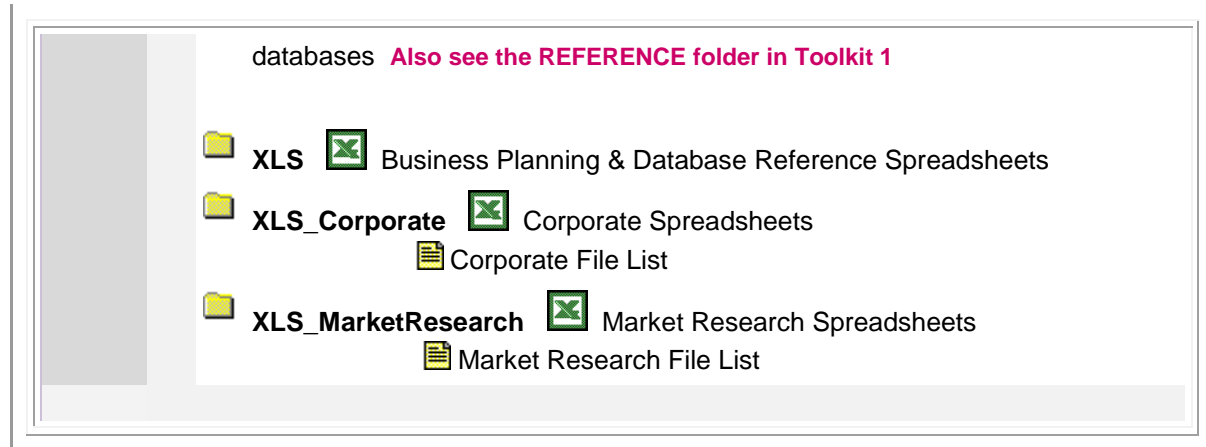 databases Also see the REFERENCE folder in Toolkit 1
XLS Business Planning & Database Reference Spreadsheets
XLS_Corporate Corporate Spreadsheets
Corporate File List
XLS_MarketResearch Market Research Spreadsheets
Market Research File List